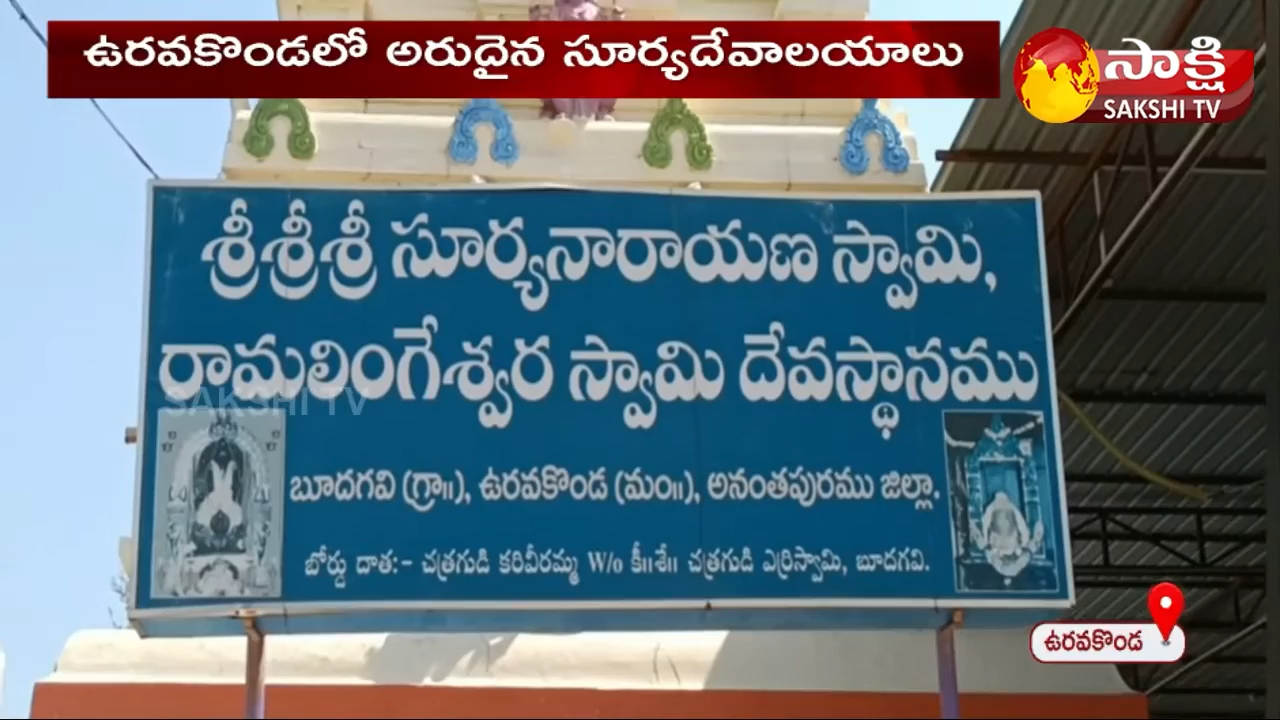 ఉరవకొండలో అరుదైన సూర్యదేవాలయాలు
సాక్షి
SAKSHI TV
శ్రీశ్రీశ్రీ సూర్యనారాయణ స్వామి,
రామలింగేశ్వర స్వామి దేవస్థానము
SAKSHI TV
బూదగవి (గ్రా॥), ఉరవకొండ (మం॥), అనంతపురము జిల్లా.
బోర్డు దాత:- చత్రగుడి కరివీరమ్మ W/o కీ॥శే॥ చత్రగుడి ఎర్రిస్వామి, బూదగవి.
ఉరవకొండ